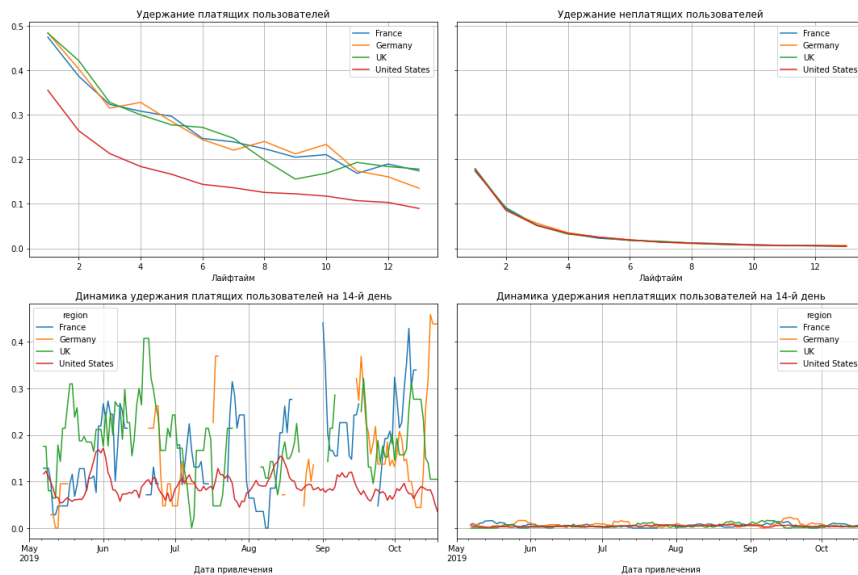 Удержание платящих пользователей
0.5
0.4
0.3
0.2
0.1
0.0
France
Germany
UK
United States
2 4 6 8 10 12
Лайфтайм
Удержание неплатящих пользователей
France
Germany
UK
United States
2 4 6 8 10 12
Лайфтайм
Динамика удержания платящих пользователей на 14-й день
0.4
0.3
0.2
0.1
0.0
region
France
Germany
UK
United States
May Jun Jul Aug Sep Oct
2019
Дата привлечения
Динамика удержания неплатящих пользователей на 14-й день
region
France
Germany
UK
United States
May Jun Jul Aug Sep Oct
2019
Дата привлечения